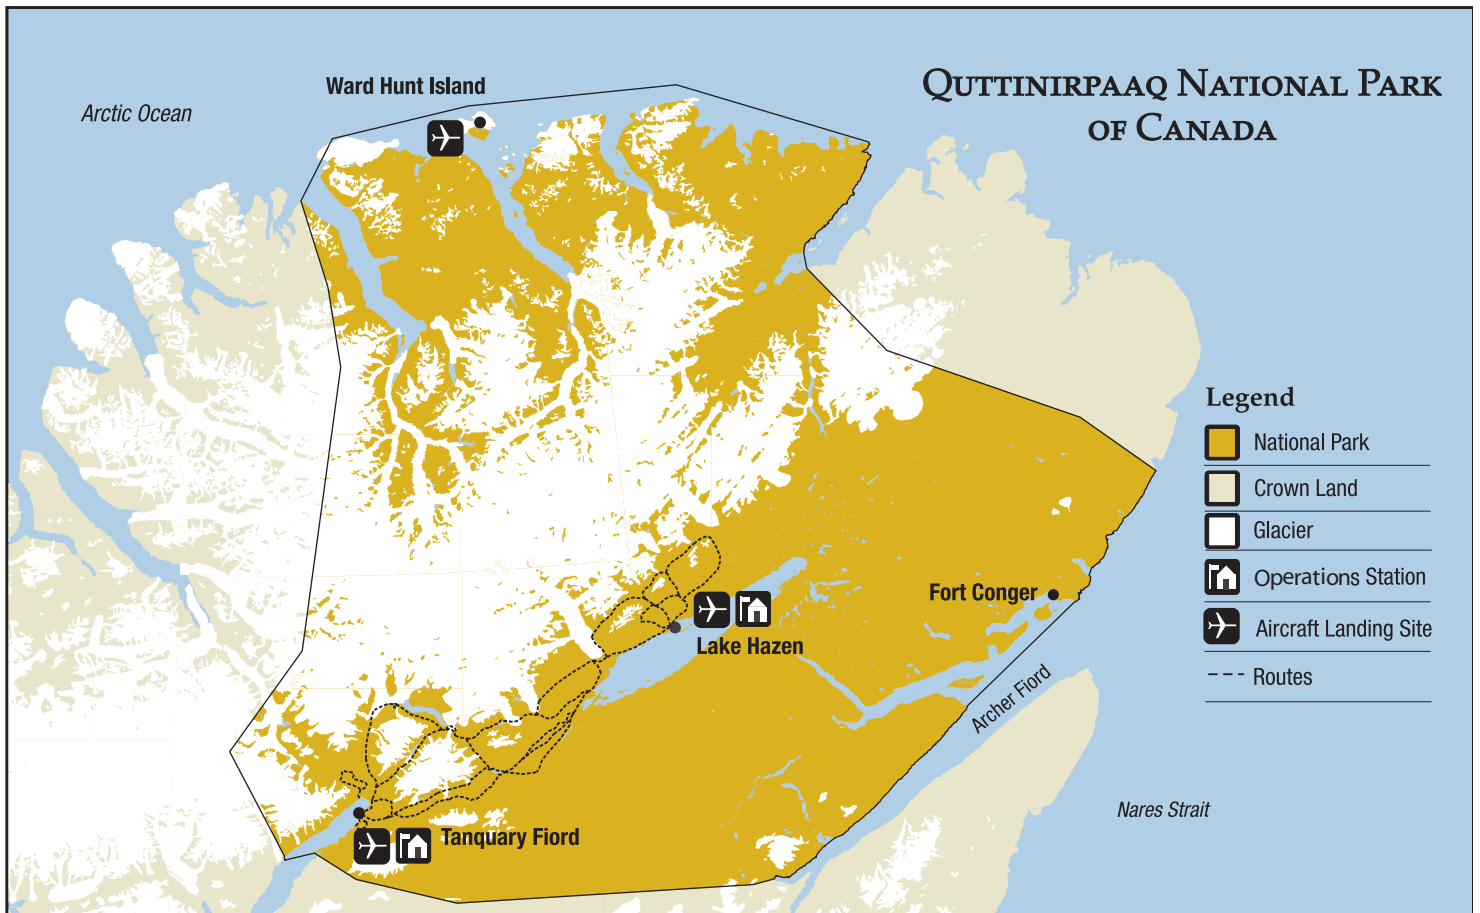 Quttinirpaaq National Park
of Canada
Ward Hunt Island
Arctic Ocean
Legend
National Park
Crown Land
Glacier
Operations Station
Aircraft Landing Site
Routes
Fort Conger
Lake Hazen
Archer Fiord
Nares Strait
Tanquary Fiord